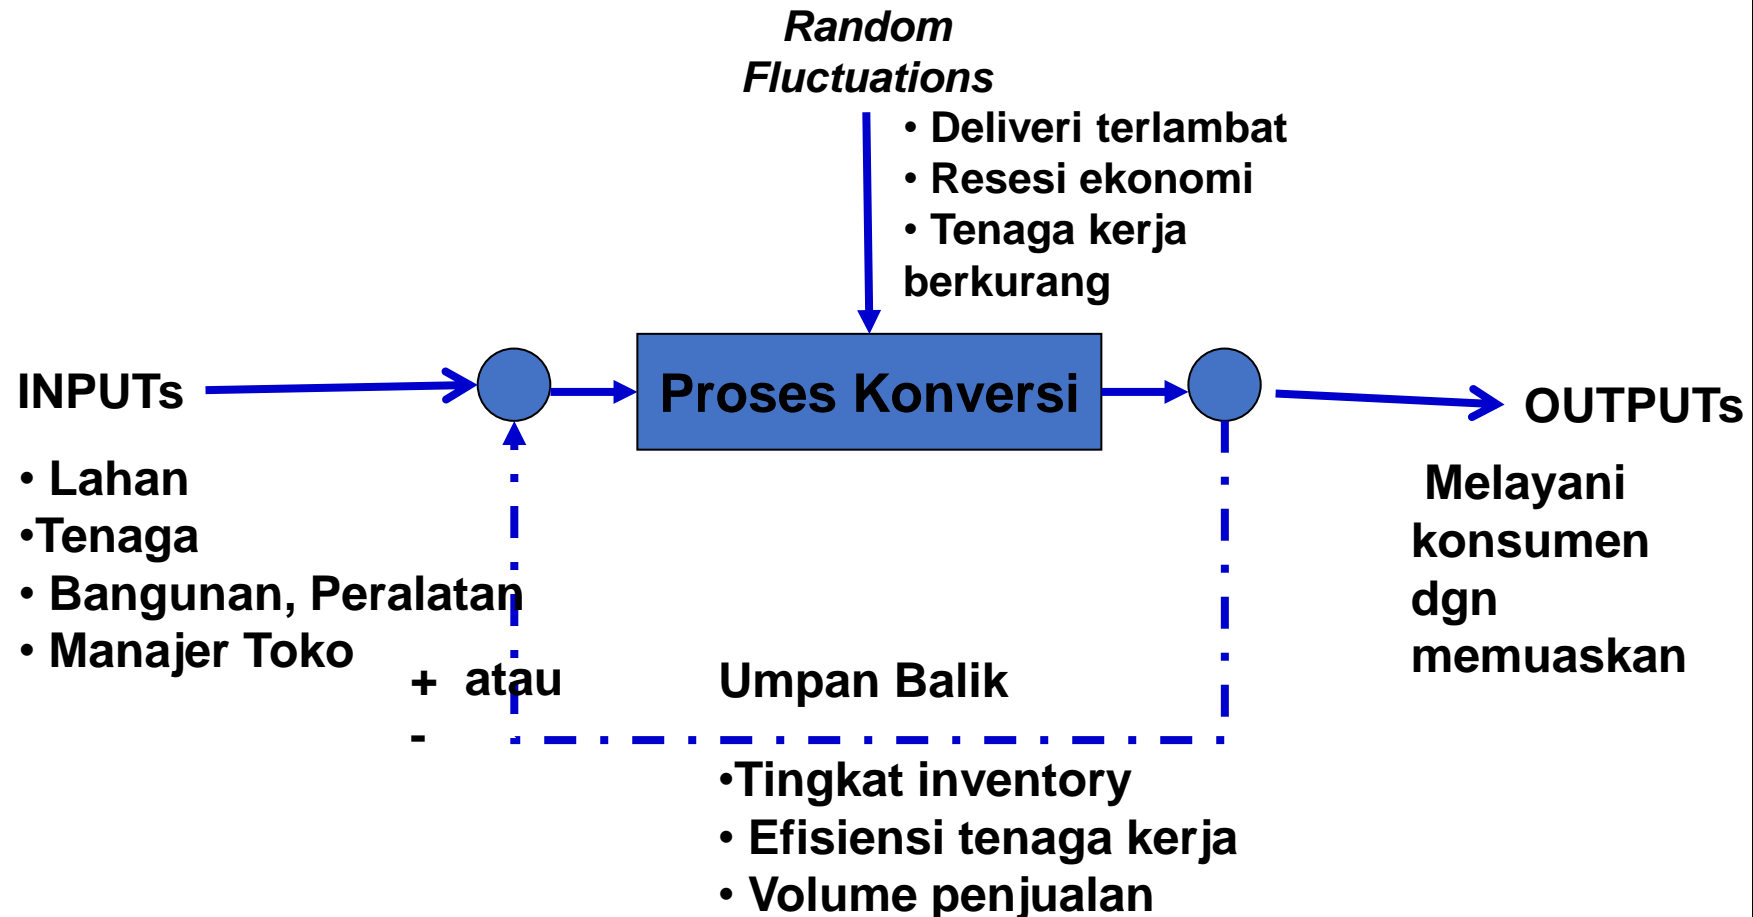 Random
Fluctuations
• Deliveri terlambat
• Resesi ekonomi
• Tenaga kerja
berkurang
INPUTs
Proses Konversi
OUTPUTs
• Lahan
•Tenaga
• Bangunan, Peralatan
• Manajer Toko
Melayani
konsumen
dgn
memuaskan
+ atau
-
Umpan Balik
•Tingkat inventory
• Efisiensi tenaga kerja
• Volume penjualan